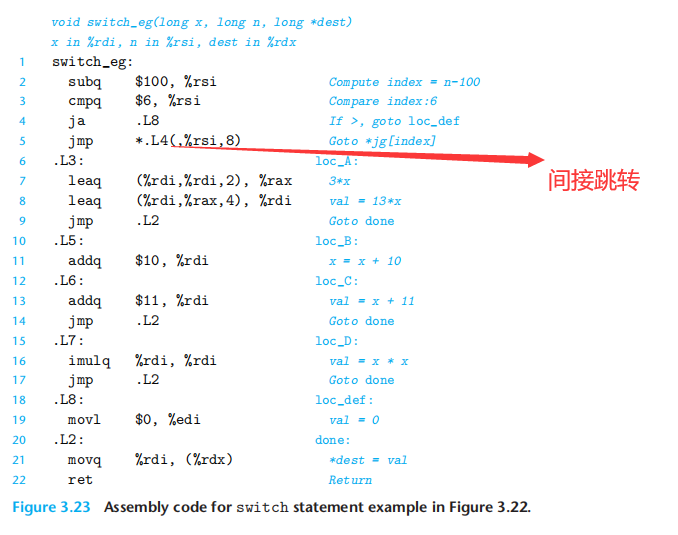 void switch_eg(long x, long n, long *dest)
x in %rdi, n in %rsi, dest in %rdx
1 switch_eg:
2 subq $100, %rsi Compute index = n-100
3 cmpq $6, %rsi Compare index:6
4 ja .L8 If >, goto loc_def
5 jmp *.L4(,%rsi,8) Goto *jg[index]
间接跳转
6 .L3: loc_A:
7 leaq (%rdi,%rdi,2), %rax 3*x
8 leaq (%rdi,%rax,4), %rdi val = 13*x
9 jmp .L2 Goto done
10 .L5: loc_B:
11 addq $10, %rdi x = x + 10
12 .L6: loc_C:
13 addq $11, %rdi val = x + 11
14 jmp .L2 Goto done
15 .L7: loc_D:
16 imulq %rdi, %rdi val = x * x
17 jmp .L2 Goto done
18 .L8: loc_def:
19 movl $0, %edi val = 0
20 .L2: done:
21 movq %rdi, (%rdx) *dest = val
22 ret Return
Figure 3.23 Assembly code for switch statement example in Figure 3.22.